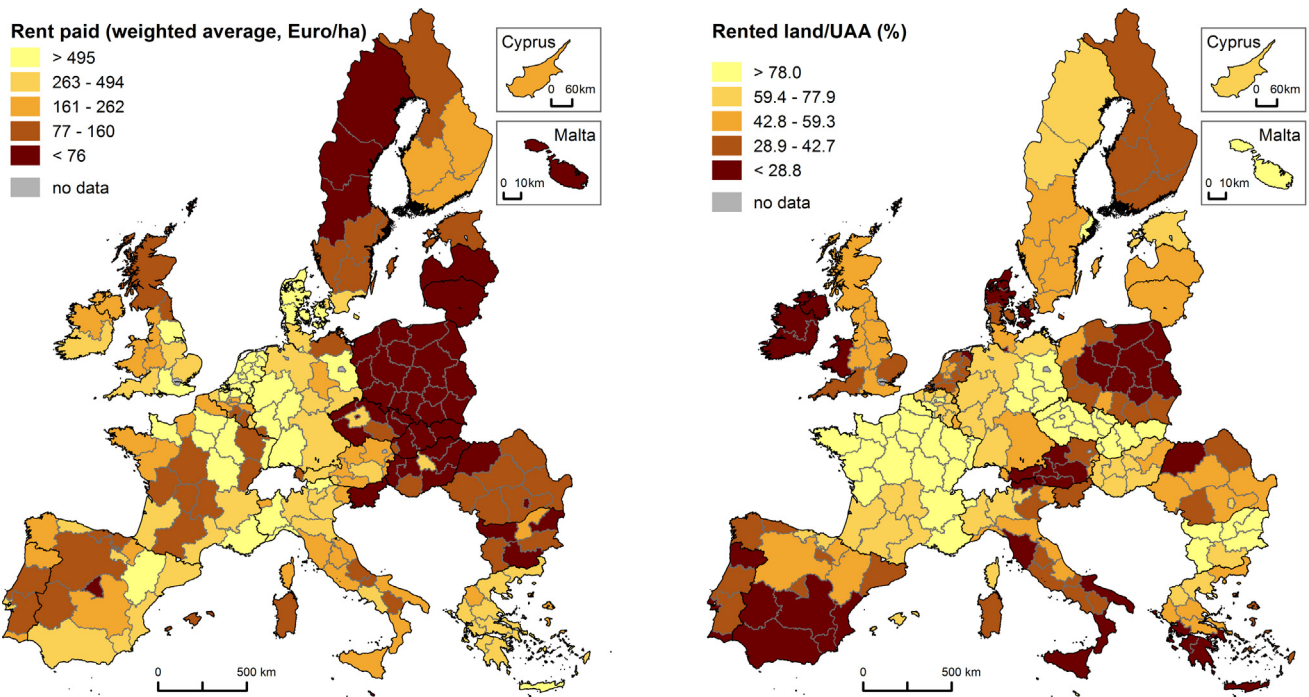 Rent paid (weighted average, Euro/ha)
> 495
263 - 494
161 - 262
77 - 160
< 76
no data
Cyprus
0 60km
Malta
0 10km
0 500 km
Rented land/UAA (%)
> 78.0
59.4 - 77.9
42.8 - 59.3
28.9 - 42.7
< 28.8
no data
Cyprus
0 60km
Malta
0 10km
0 500 km